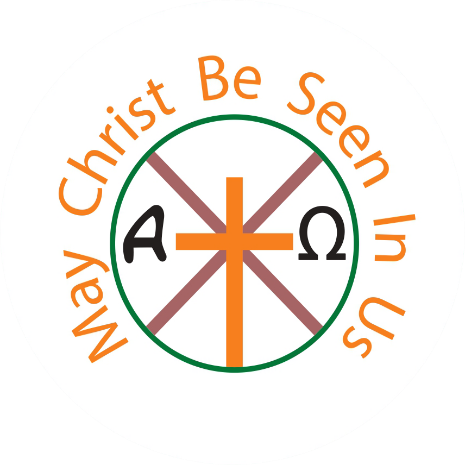 May Christ Be Seen In Us
Α Ω